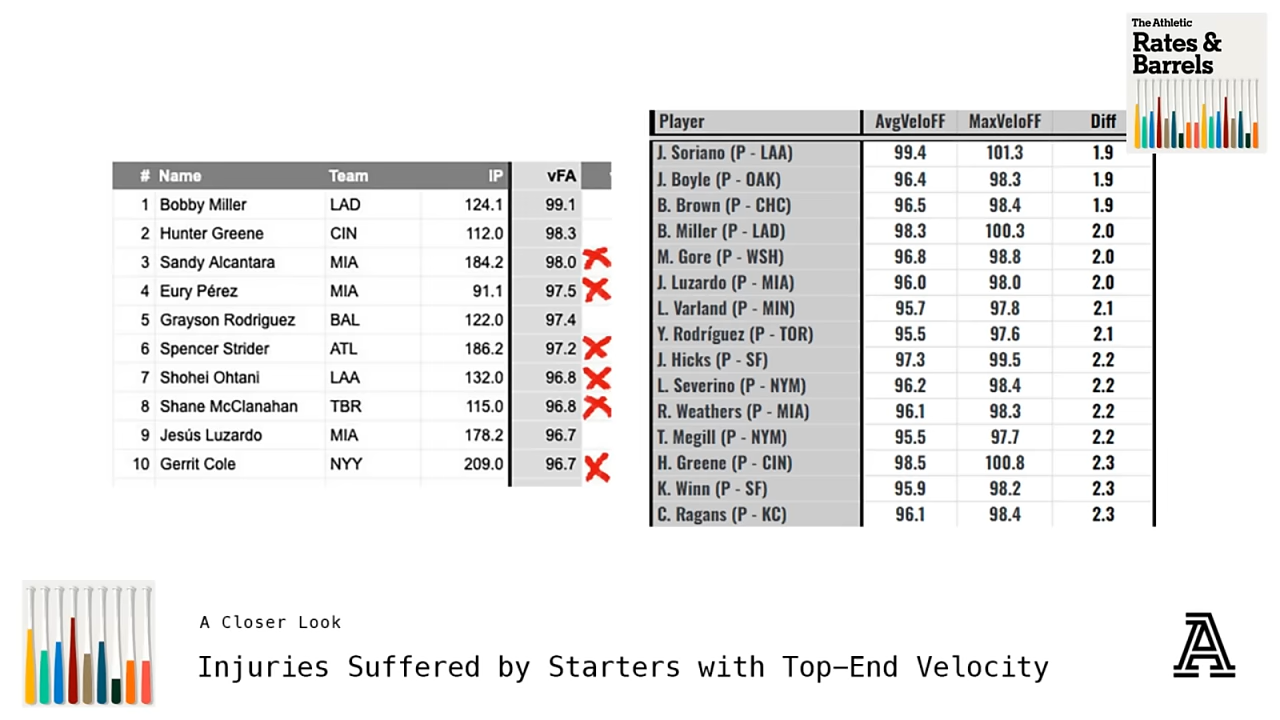 The Athletic
Rates &
Barrels
# Name Team IP vFA
1 Bobby Miller LAD 124.1 99.1
2 Hunter Greene CIN 112.0 98.3
3 Sandy Alcantara MIA 184.2 98.0
4 Eury Pérez MIA 91.1 97.5
5 Grayson Rodriguez BAL 122.0 97.4
6 Spencer Strider ATL 186.2 97.2
7 Shohei Ohtani LAA 132.0 96.8
8 Shane McClanahan TBR 115.0 96.8
9 Jesús Luzardo MIA 178.2 96.7
10 Gerrit Cole NYY 209.0 96.7
Player AvgVeloFF MaxVeloFF Diff
J. Soriano (P - LAA) 99.4 101.3 1.9
J. Boyle (P - OAK) 96.4 98.3 1.9
B. Brown (P - CHC) 96.5 98.4 1.9
B. Miller (P - LAD) 98.3 100.3 2.0
M. Gore (P - WSH) 96.8 98.8 2.0
J. Luzardo (P - MIA) 96.0 98.0 2.0
L. Varland (P - MIN) 95.7 97.8 2.1
Y. Rodríguez (P - TOR) 95.5 97.6 2.1
J. Hicks (P - SF) 97.3 99.5 2.2
L. Severino (P - NYM) 96.2 98.4 2.2
R. Weathers (P - MIA) 96.1 98.3 2.2
T. Megill (P - NYM) 95.5 97.7 2.2
H. Greene (P - CIN) 98.5 100.8 2.3
K. Winn (P - SF) 95.9 98.2 2.3
C. Ragans (P - KC) 96.1 98.4 2.3
A Closer Look
Injuries Suffered by Starters with Top-End Velocity
A